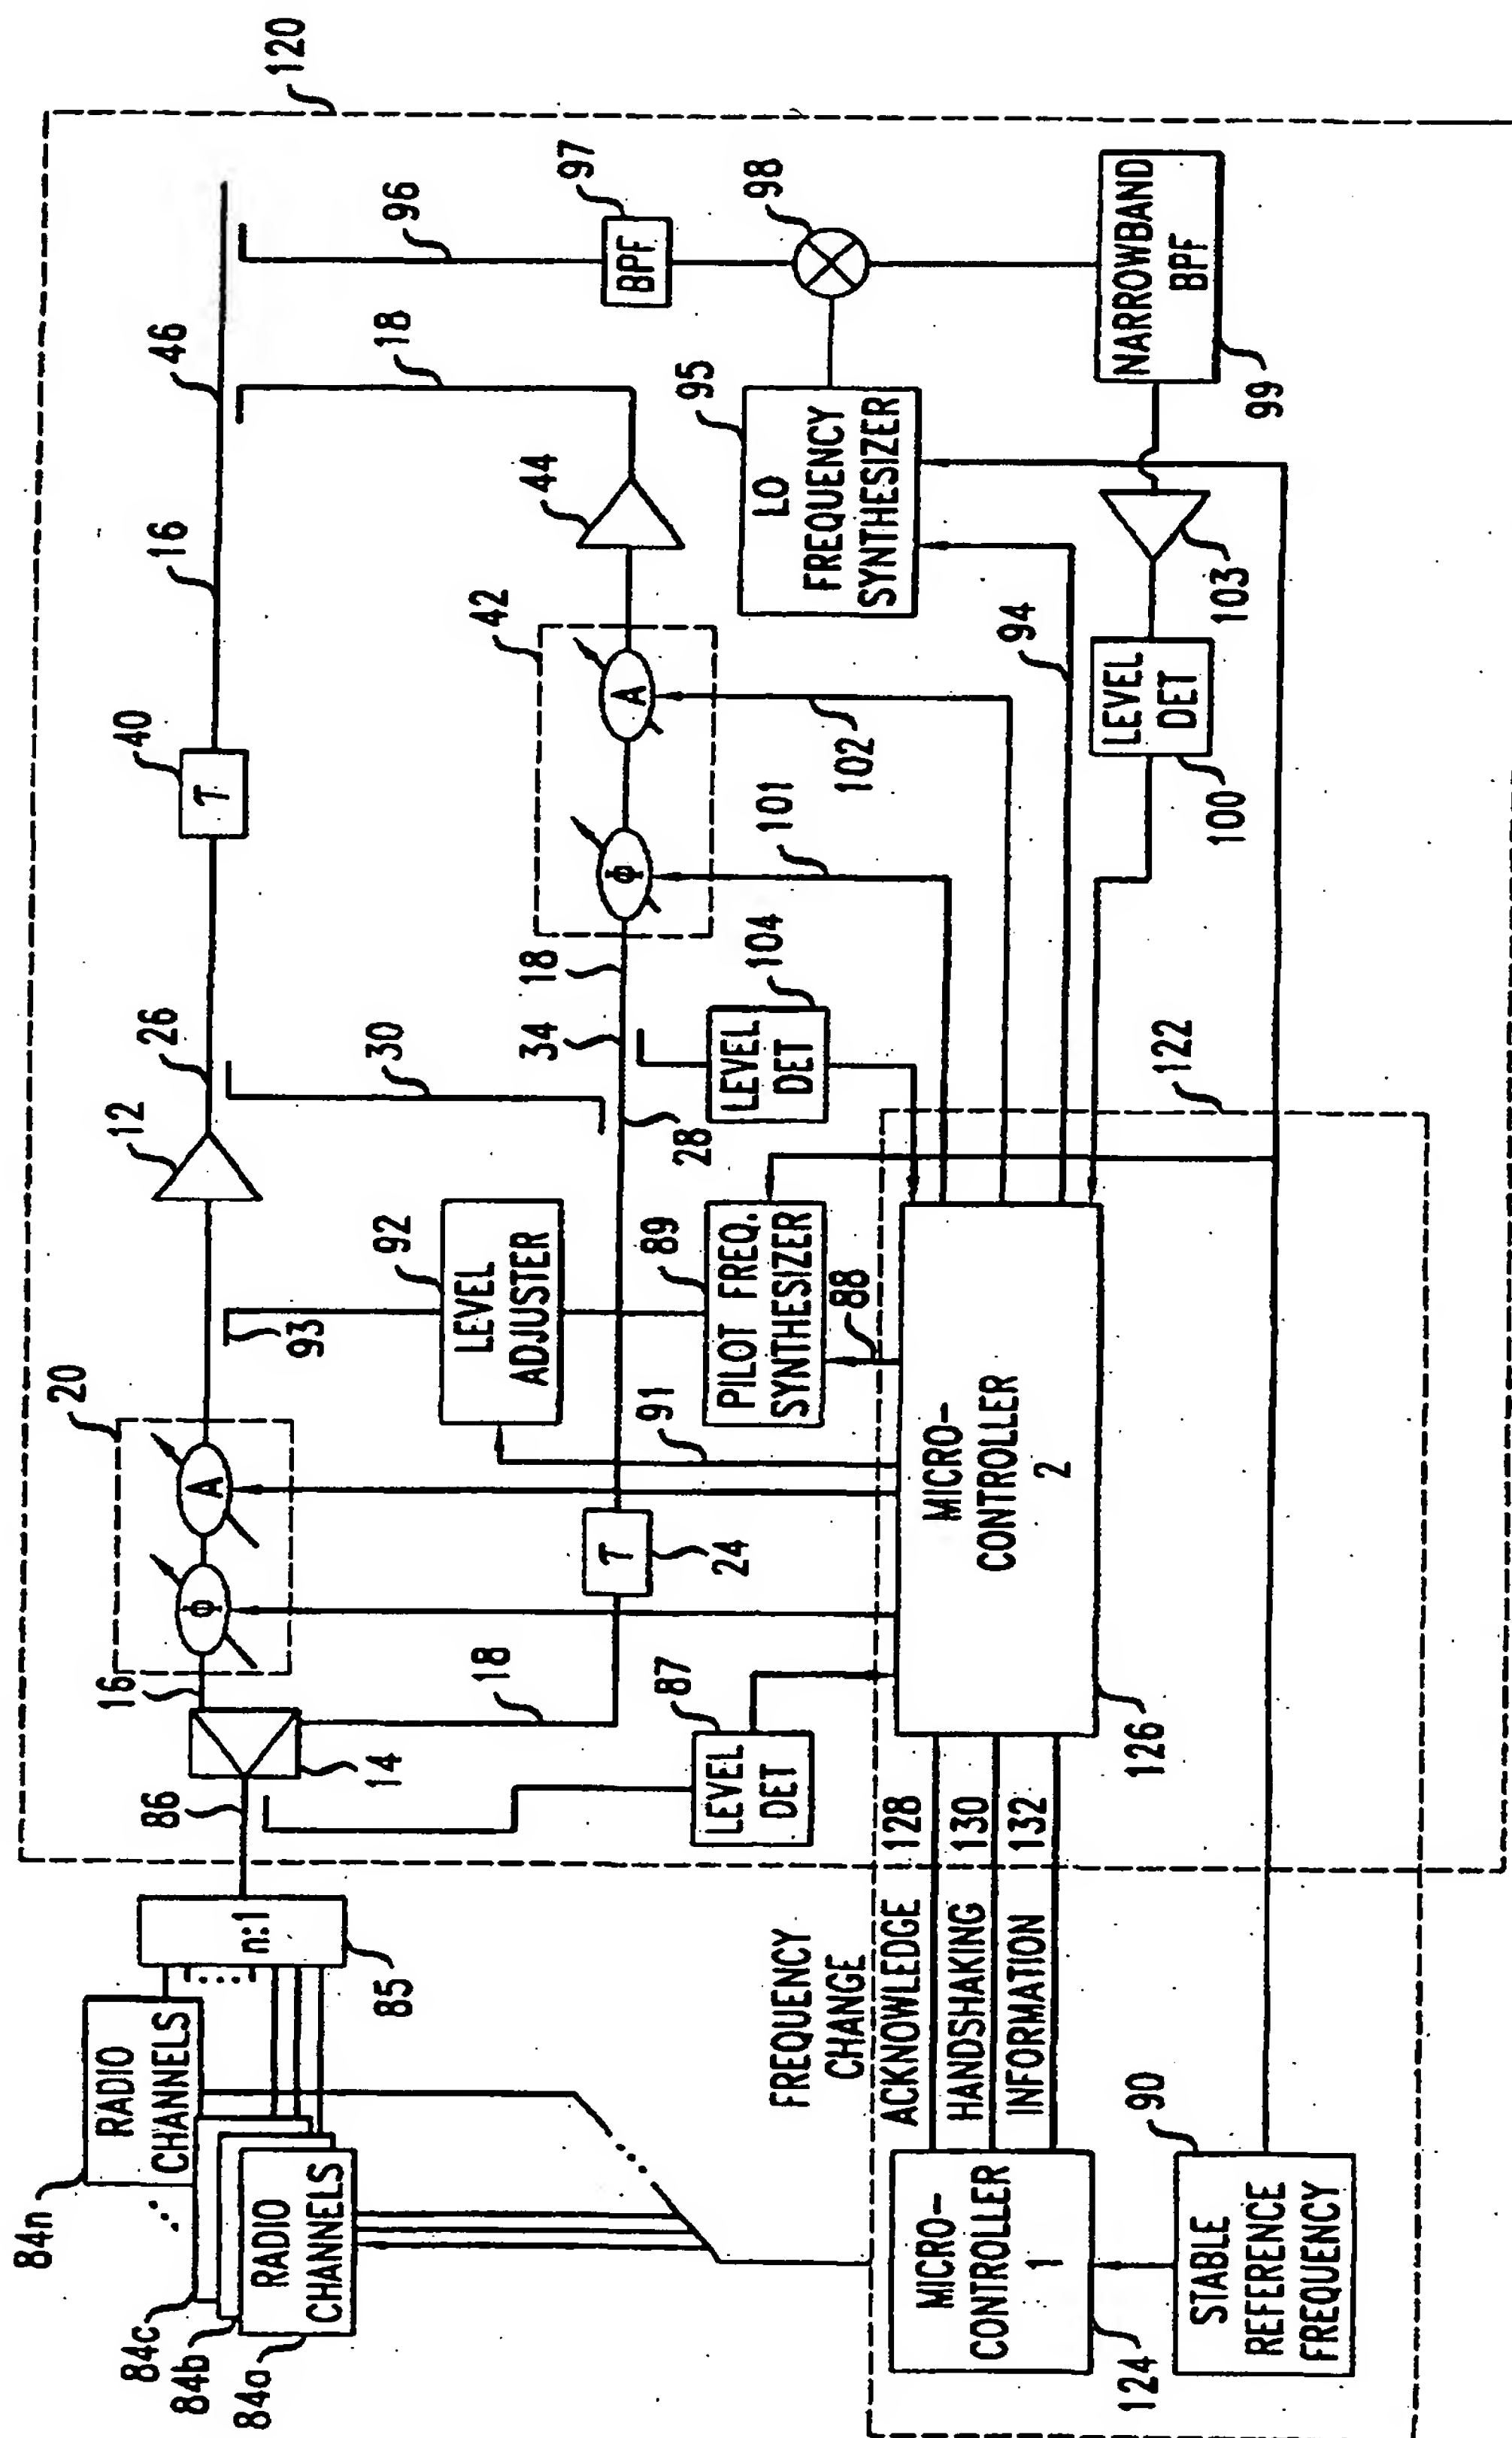 120
16
46
96
97
BPF
98
NARROWBAND
BPF
99
18
95
LO
FREQUENCY
SYNTHESIZER
44
103
40
T
42
A
Φ
102
101
94
LEVEL
DET
100
12
26
30
34
18
104
LEVEL
DET
122
28
20
Φ
A
93
92
LEVEL
ADJUSTER
89
PILOT FREQ.
SYNTHESIZER
88
91
T
24
MICRO-
CONTROLLER
2
126
16
14
86
18
87
LEVEL
DET
n:1
85
RADIO
CHANNELS
84n
84c
84b
84a
RADIO
CHANNELS
FREQUENCY
CHANGE
ACKNOWLEDGE 128
HANDSHAKING 130
INFORMATION 132
MICRO-
CONTROLLER
1
124
90
STABLE
REFERENCE
FREQUENCY